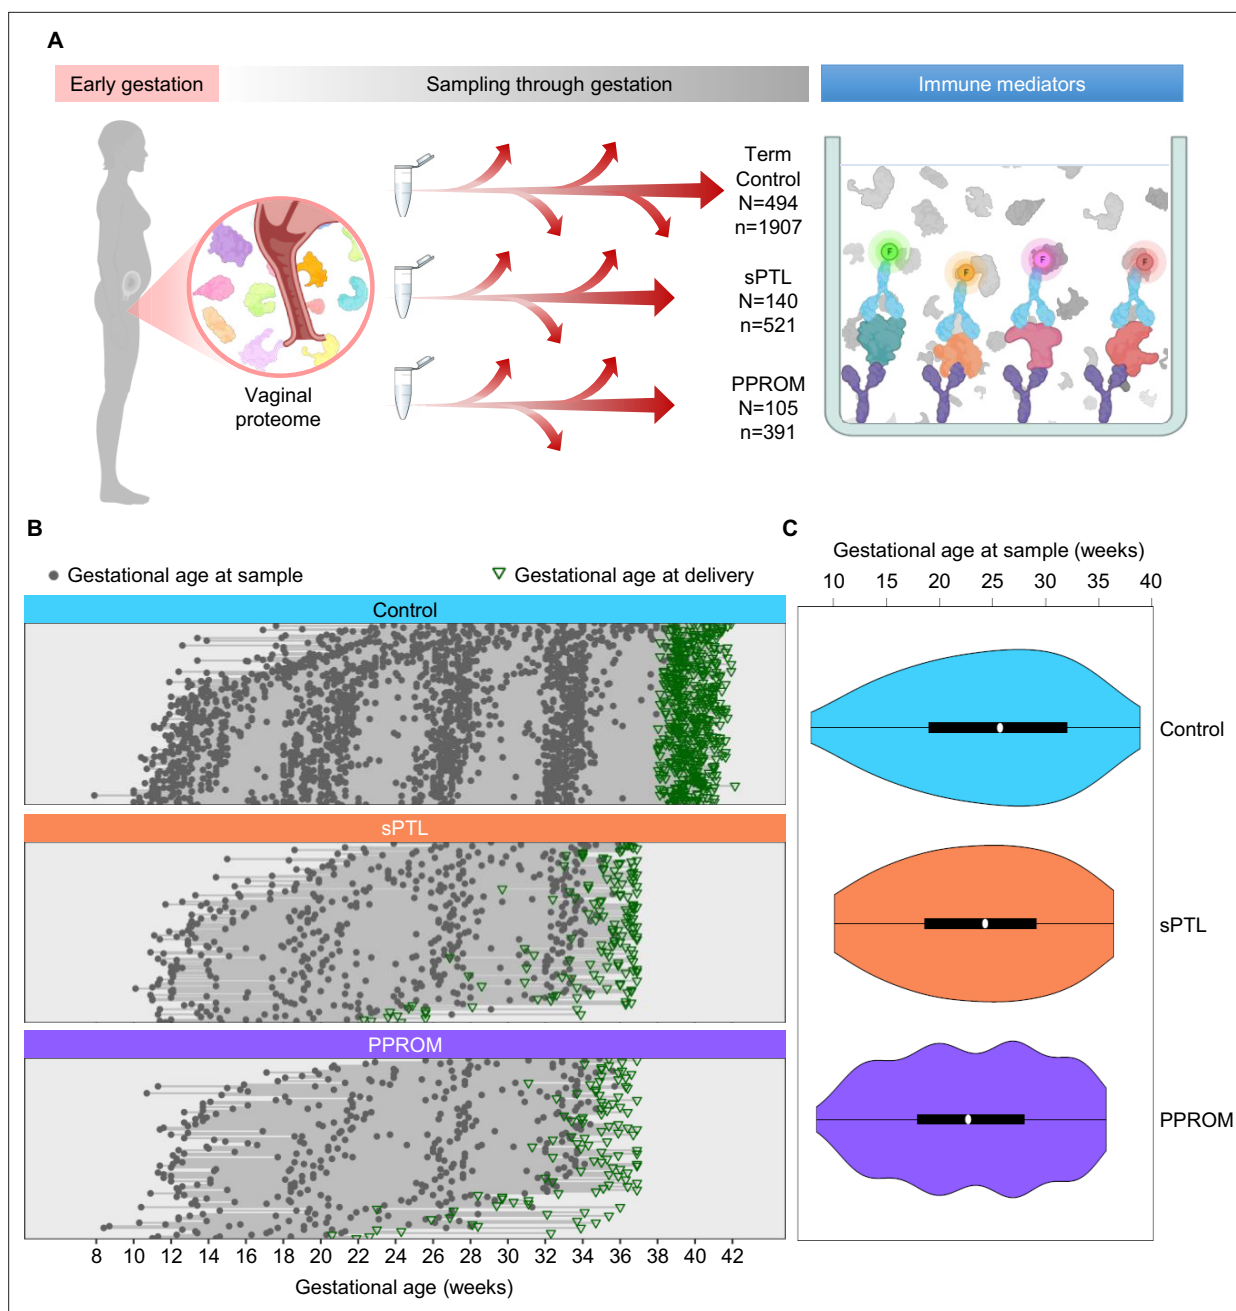 A
Early gestation
Sampling through gestation
Immune mediators
Term
Control
N=494
n=1907
sPTL
N=140
n=521
PPROM
N=105
n=391
Vaginal
proteome
F
F
F
F
B
Gestational age at sample
Gestational age at delivery
Control
sPTL
PPROM
8 10 12 14 16 18 20 22 24 26 28 30 32 34 36 38 40 42
Gestational age (weeks)
C
Gestational age at sample (weeks)
10 15 20 25 30 35 40
Control
sPTL
PPROM